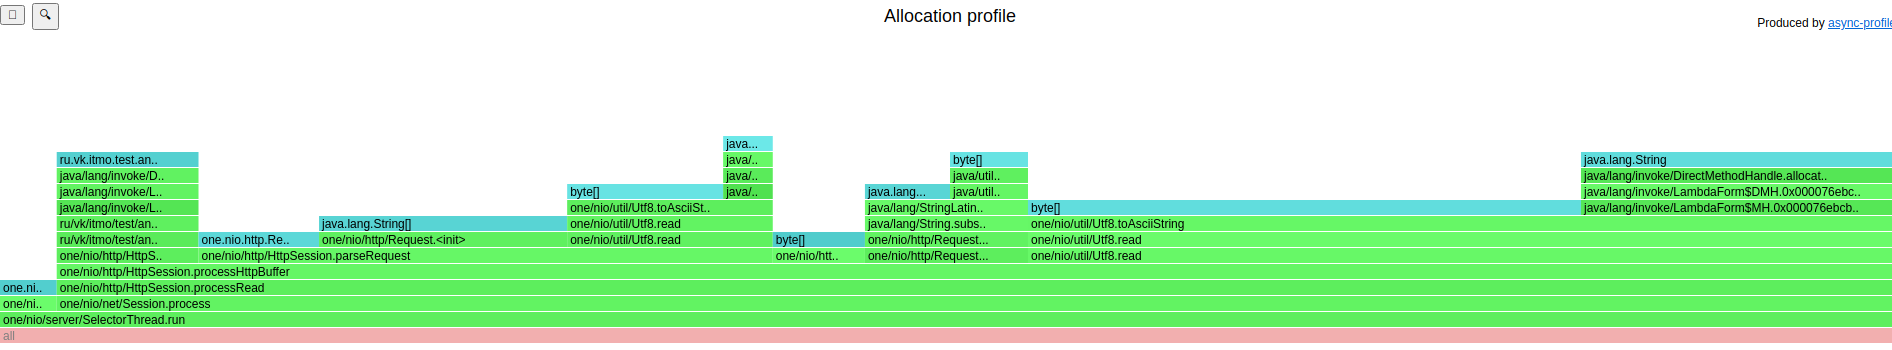 🔍 Allocation profile
Produced by async-profile
java...
ru.vk.itmo.test.an.. java/.. byte[] java.lang.String
java/lang/invoke/D.. java/.. java/util.. java/lang/invoke/DirectMethodHandle.allocat..
java/lang/invoke/L.. byte[] java/.. java.lang... java/util.. java/lang/invoke/LambdaForm$DMH.0x000076ebc..
java/lang/invoke/L.. one/nio/util/Utf8.toAsciiSt.. java/lang/StringLatin.. byte[] java/lang/invoke/LambdaForm$MH.0x000076ebcb..
ru/vk/itmo/test/an.. java.lang.String[] one/nio/util/Utf8.read java/lang/String.subs.. one/nio/util/Utf8.toAsciiString
ru/vk/itmo/test/an.. one.nio.http.Re.. one/nio/http/Request.<init> one/nio/util/Utf8.read byte[] one/nio/http/Request... one/nio/util/Utf8.read
one/nio/http/HttpS.. one/nio/http/HttpSession.parseRequest one/nio/htt.. one/nio/http/Request... one/nio/util/Utf8.read
one/nio/http/HttpSession.processHttpBuffer
one.ni.. one/nio/http/HttpSession.processRead
one/ni.. one/nio/net/Session.process
one/nio/server/SelectorThread.run
all